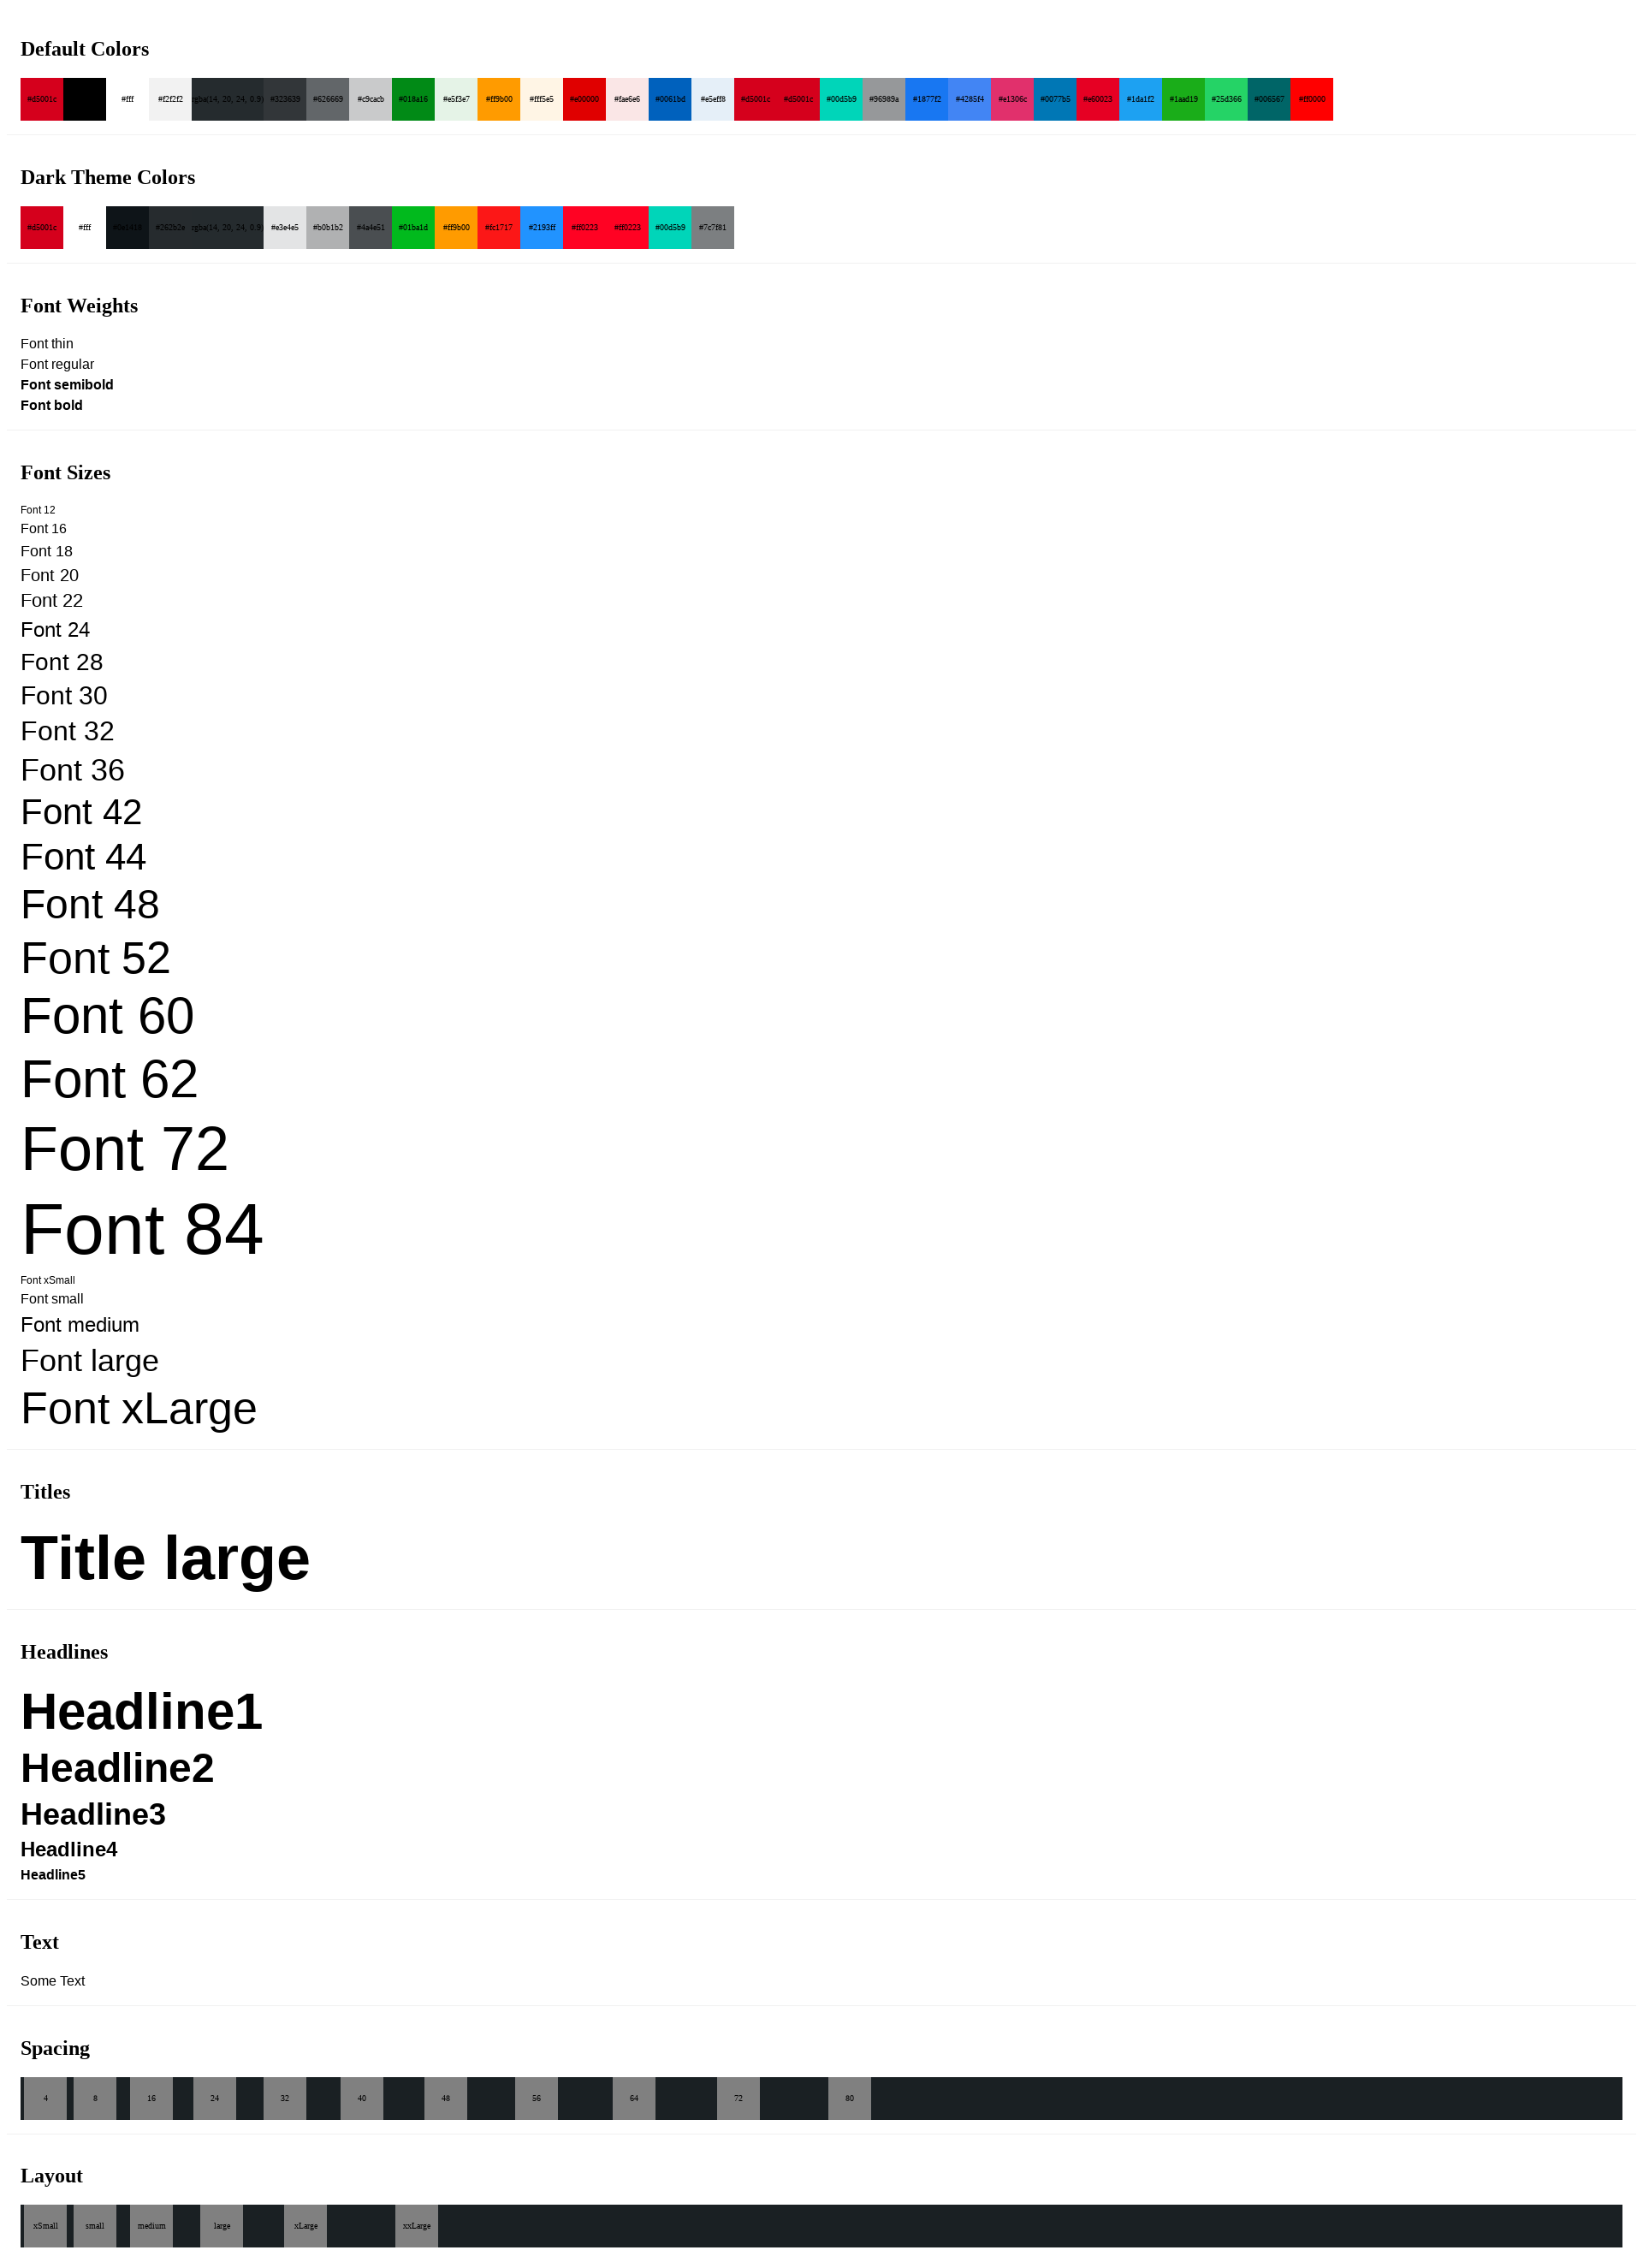 Default Colors
#d5001c #fff #f2f2f2 rgba(14, 20, 24, 0.9) #323639 #626669 #c9cacb #018a16 #e5f3e7 #ff9b00 #fff5e5 #e00000 #fae6e6 #0061bd #e5eff8 #d5001c #d5001c #00d5b9 #96989a #1877f2 #4285f4 #e1306c #0077b5 #e60023 #1da1f2 #1aad19 #25d366 #006567 #ff0000
Dark Theme Colors
#d5001c #fff #0e1418 #262b2e rgba(14, 20, 24, 0.9) #e3e4e5 #b0b1b2 #4a4e51 #01ba1d #ff9b00 #fc1717 #2193ff #ff0223 #ff0223 #00d5b9 #7c7f81
Font Weights
Font thin
Font regular
Font semibold
Font bold
Font Sizes
Font 12
Font 16
Font 18
Font 20
Font 22
Font 24
Font 28
Font 30
Font 32
Font 36
Font 42
Font 44
Font 48
Font 52
Font 60
Font 62
Font 72
Font 84
Font xSmall
Font small
Font medium
Font large
Font xLarge
Titles
Title large
Headlines
Headline1
Headline2
Headline3
Headline4
Headline5
Text
Some Text
Spacing
4 8 16 24 32 40 48 56 64 72 80
Layout
xSmall small medium large xLarge xxLarge